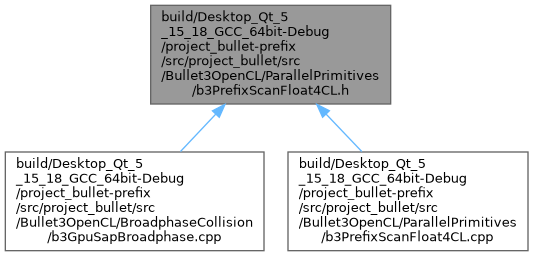 build/Desktop_Qt_5
_15_18_GCC_64bit-Debug
/project_bullet-prefix
/src/project_bullet/src
/Bullet3OpenCL/ParallelPrimitives
/b3PrefixScanFloat4CL.h
build/Desktop_Qt_5
_15_18_GCC_64bit-Debug
/project_bullet-prefix
/src/project_bullet/src
/Bullet3OpenCL/BroadphaseCollision
/b3GpuSapBroadphase.cpp
build/Desktop_Qt_5
_15_18_GCC_64bit-Debug
/project_bullet-prefix
/src/project_bullet/src
/Bullet3OpenCL/ParallelPrimitives
/b3PrefixScanFloat4CL.cpp